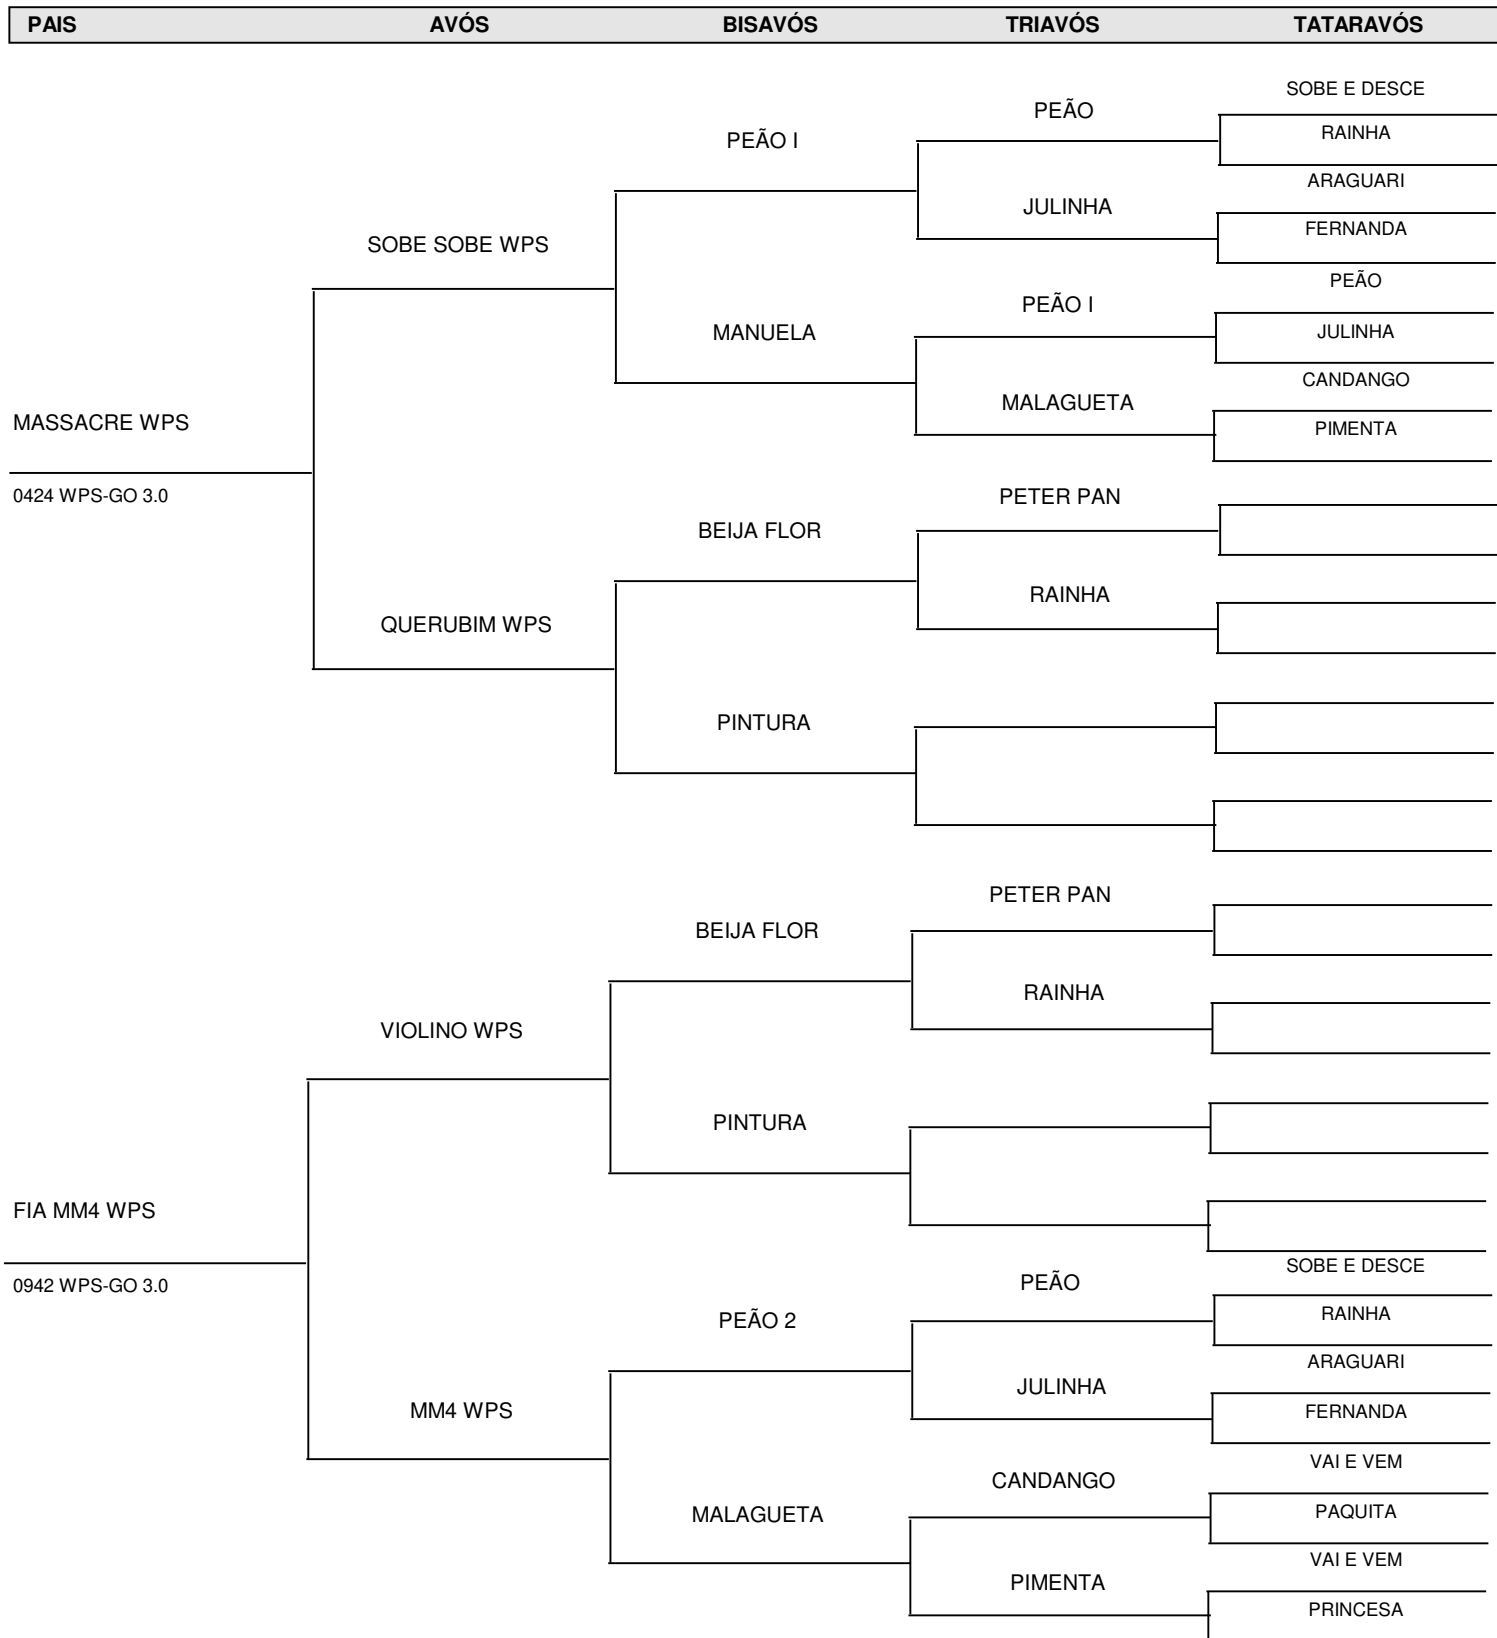 PAIS AVÓS BISAVÓS TRIAVÓS TATARAVÓS
SOBE E DESCE
PEÃO
RAINHA
PEÃO I
ARAGUARI
JULINHA
FERNANDA
SOBE SOBE WPS
PEÃO
PEÃO I
JULINHA
MANUELA
CANDANGO
MALAGUETA
MASSACRE WPS
PIMENTA
0424 WPS-GO 3.0
PETER PAN
BEIJA FLOR
RAINHA
QUERUBIM WPS
PINTURA
PETER PAN
BEIJA FLOR
RAINHA
VIOLINO WPS
PINTURA
FIA MM4 WPS
SOBE E DESCE
0942 WPS-GO 3.0
PEÃO
RAINHA
PEÃO 2
ARAGUARI
JULINHA
MM4 WPS
FERNANDA
VAI E VEM
CANDANGO
PAQUITA
MALAGUETA
VAI E VEM
PIMENTA
PRINCESA